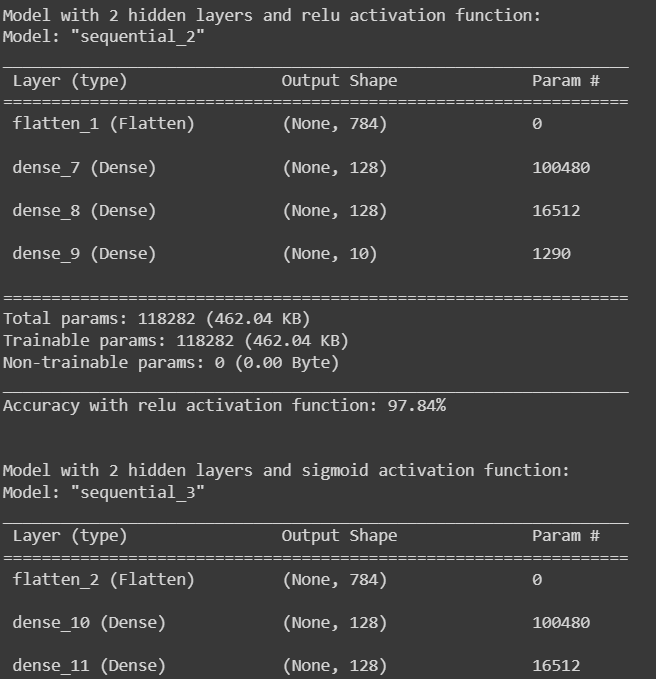 Model with 2 hidden layers and relu activation function:
Model: "sequential_2"
Layer (type) Output Shape Param #
flatten_1 (Flatten) (None, 784) 0
dense_7 (Dense) (None, 128) 100480
dense_8 (Dense) (None, 128) 16512
dense_9 (Dense) (None, 10) 1290
Total params: 118282 (462.04 KB)
Trainable params: 118282 (462.04 KB)
Non-trainable params: 0 (0.00 Byte)
Accuracy with relu activation function: 97.84%
Model with 2 hidden layers and sigmoid activation function:
Model: "sequential_3"
Layer (type) Output Shape Param #
flatten_2 (Flatten) (None, 784) 0
dense_10 (Dense) (None, 128) 100480
dense_11 (Dense) (None, 128) 16512